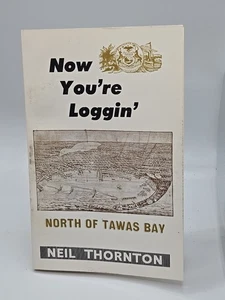 Now
You're
Loggin'
NORTH OF TAWAS BAY
NEIL THORNTON